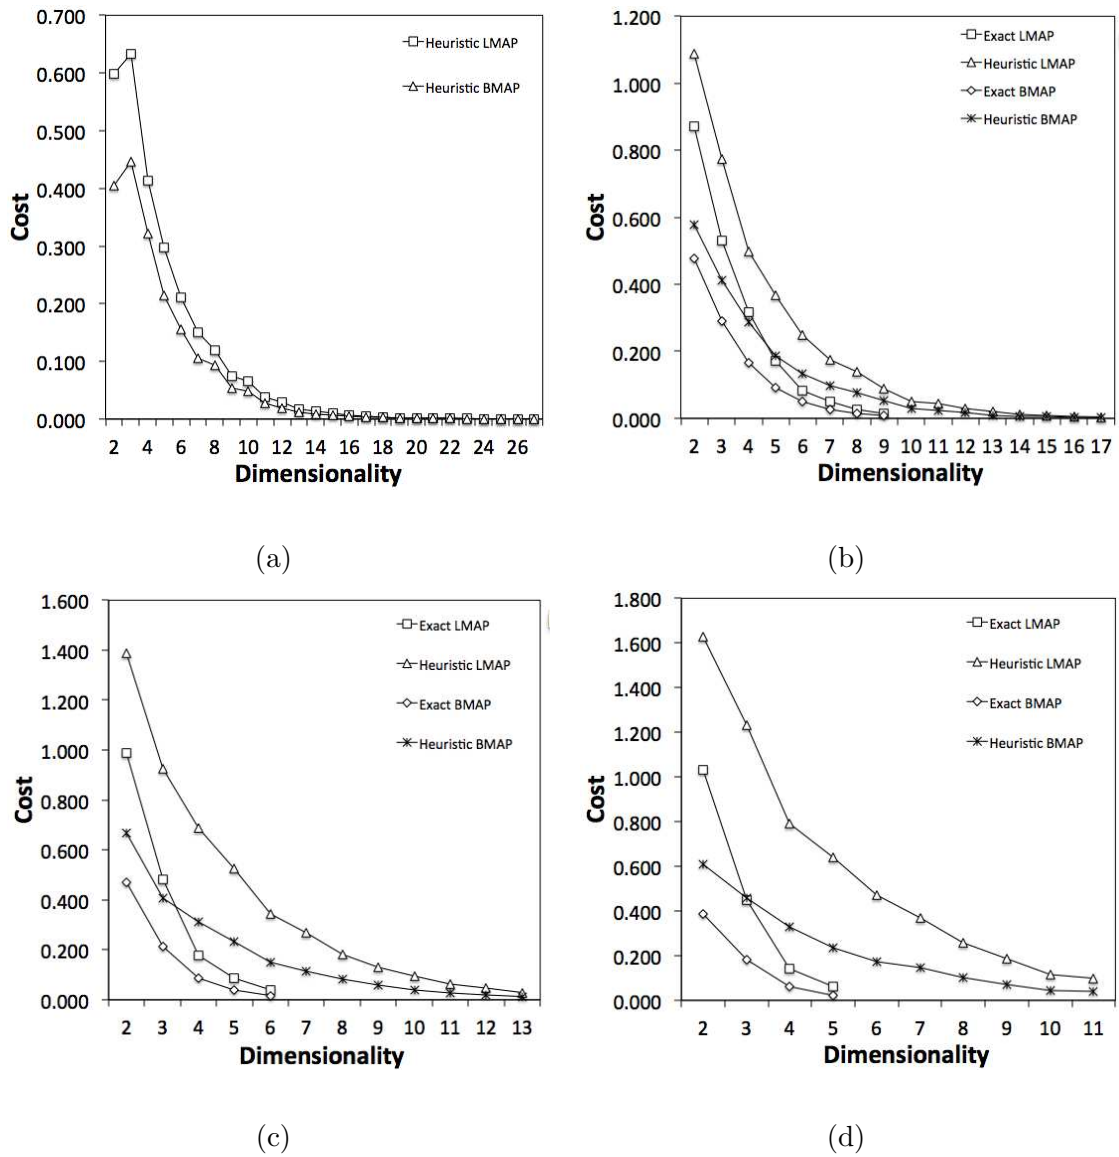 0.700
0.600
0.500
0.400
0.300
0.200
0.100
0.000
Cost
Heuristic LMAP
Heuristic BMAP
2 4 6 8 10 12 14 16 18 20 22 24 26
Dimensionality
(a)
1.200
1.000
0.800
0.600
0.400
0.200
0.000
Cost
Exact LMAP
Heuristic LMAP
Exact BMAP
Heuristic BMAP
2 3 4 5 6 7 8 9 10 11 12 13 14 15 16 17
Dimensionality
(b)
1.600
1.400
1.200
1.000
0.800
0.600
0.400
0.200
0.000
Cost
Exact LMAP
Heuristic LMAP
Exact BMAP
Heuristic BMAP
2 3 4 5 6 7 8 9 10 11 12 13
Dimensionality
(c)
1.800
1.600
1.400
1.200
1.000
0.800
0.600
0.400
0.200
0.000
Cost
Exact LMAP
Heuristic LMAP
Exact BMAP
Heuristic BMAP
2 3 4 5 6 7 8 9 10 11
Dimensionality
(d)